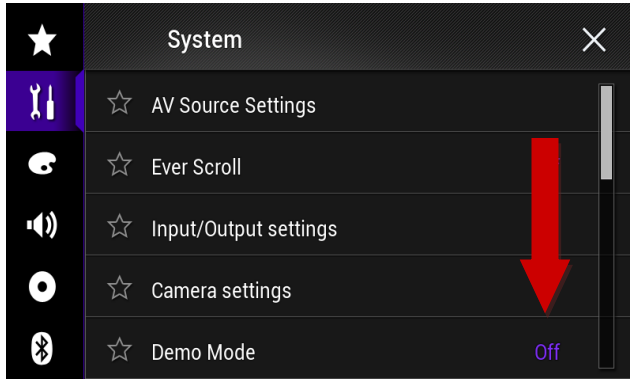 System
AV Source Settings
Ever Scroll
Input/Output settings
Camera settings
Demo Mode Off